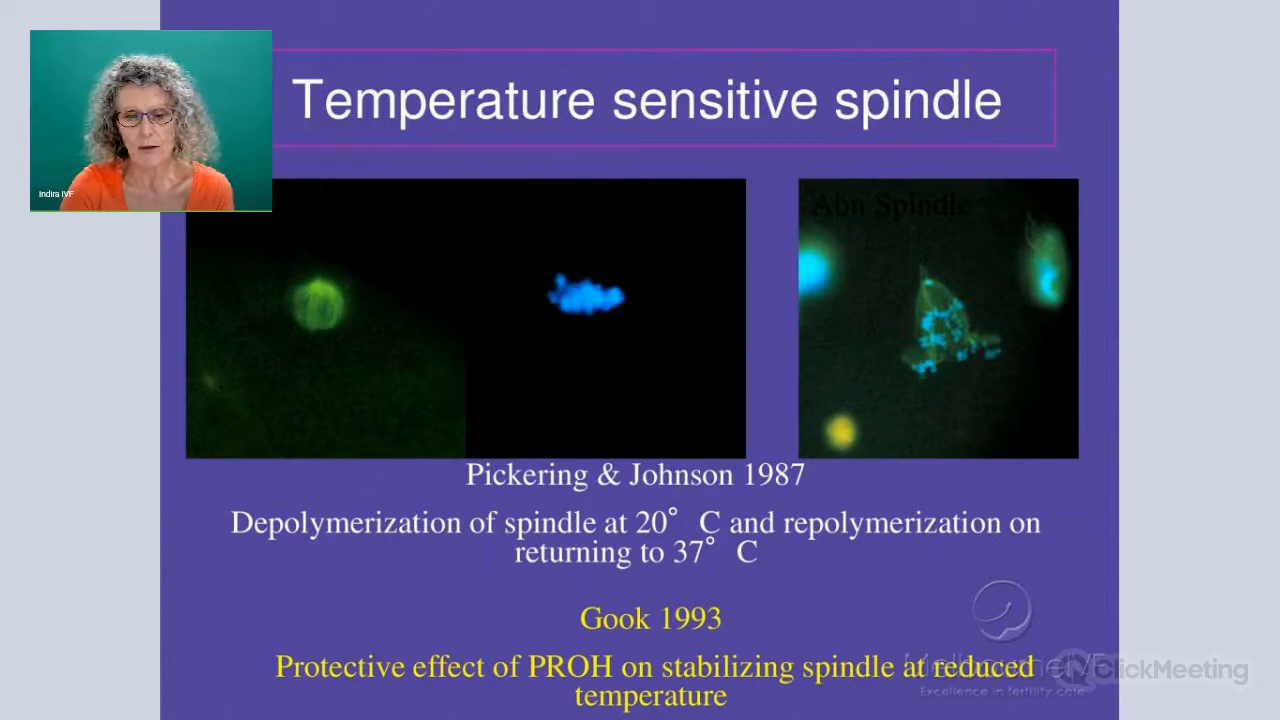 Temperature sensitive spindle
Indira IVF
Abn Spindle
Pickering & Johnson 1987
Depolymerization of spindle at 20° C and repolymerization on
returning to 37° C
Gook 1993
Protective effect of PROH on stabilizing spindle at reduced
temperature
MelbourneIVF
ClickMeeting
Excellence in fertility care